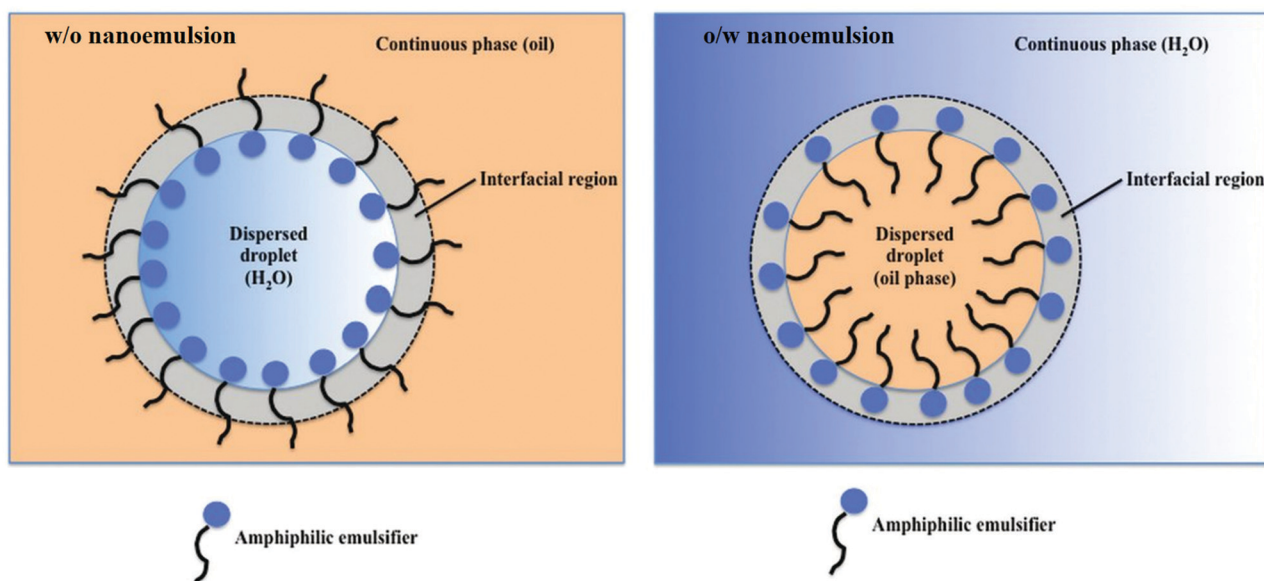 w/o nanoemulsion
Continuous phase (oil)
Interfacial region
Dispersed
droplet
(H₂O)
Amphiphilic emulsifier
o/w nanoemulsion
Continuous phase (H₂O)
Interfacial region
Dispersed
droplet
(oil phase)
Amphiphilic emulsifier